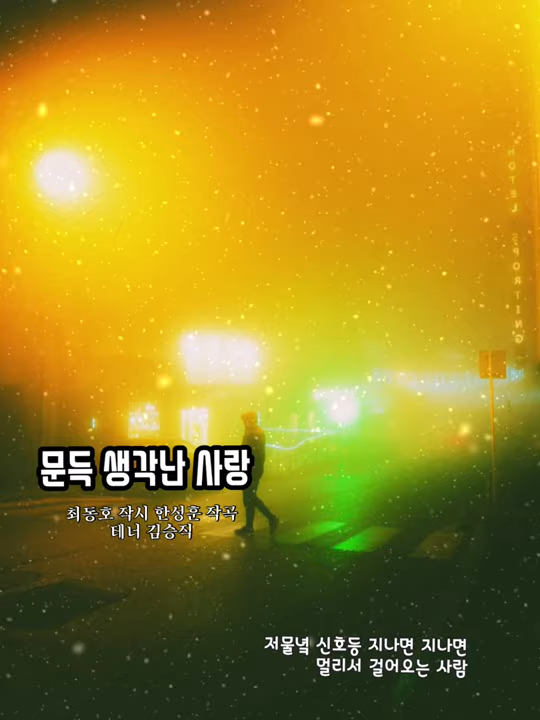 HOTEL SPORTING
문득 생각난 사랑
최동호 작시 한성훈 작곡
테너 김승직
저물녘 신호등 지나면 지나면
멀리서 걸어오는 사람